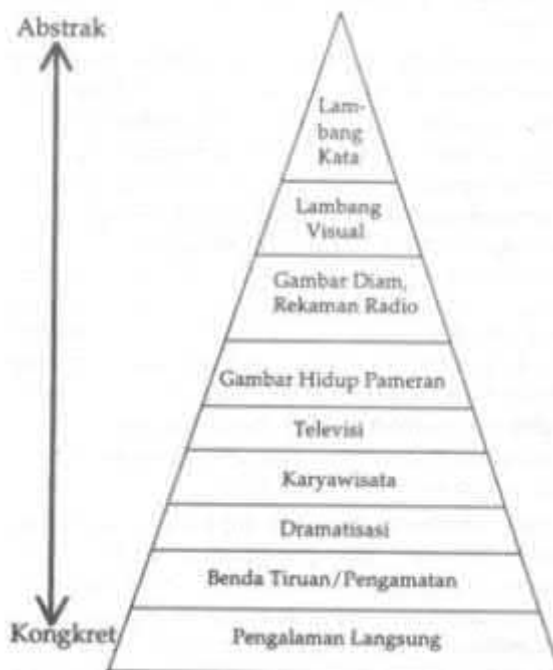 Abstrak
Lam-
bang
Kata
Lambang
Visual
Gambar Diam,
Rekaman Radio
Gambar Hidup Pameran
Televisi
Karyawisata
Dramatisasi
Benda Tiruan/Pengamatan
Kongkret
Pengalaman Langsung